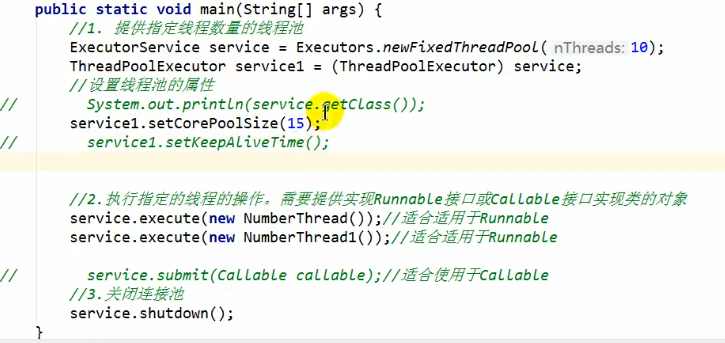 public static void main(String[] args) {
//1. 提供指定线程数量的线程池
ExecutorService service = Executors.newFixedThreadPool( nThreads: 10);
ThreadPoolExecutor service1 = (ThreadPoolExecutor) service;
//设置线程池的属性
// System.out.println(service.getClass());
service1.setCorePoolSize(15);
// service1.setKeepAliveTime();
//2.执行指定的线程的操作。需要提供实现Runnable接口或Callable接口实现类的对象
service.execute(new NumberThread());//适合适用于Runnable
service.execute(new NumberThread1());//适合适用于Runnable
// service.submit(Callable callable);//适合使用于Callable
//3.关闭连接池
service.shutdown();
}